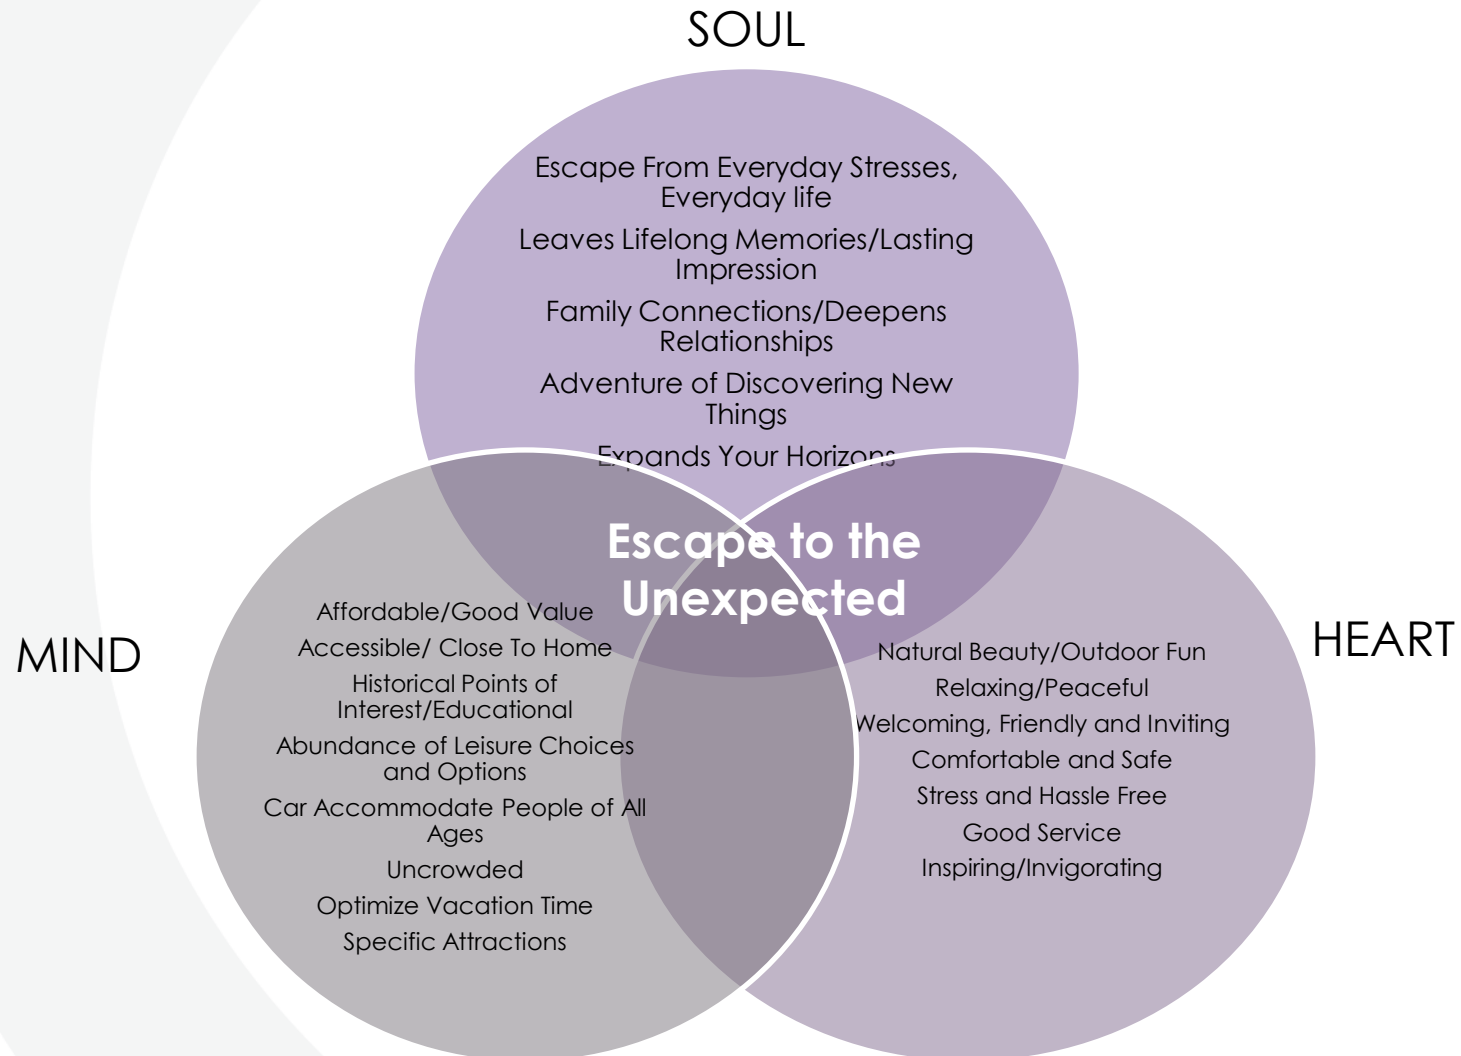 SOUL
Escape From Everyday Stresses,
Everyday life
Leaves Lifelong Memories/Lasting
Impression
Family Connections/Deepens
Relationships
Adventure of Discovering New
Things
Expands Your Horizons
Escape to the
Unexpected
MIND
Affordable/Good Value
Accessible/ Close To Home
Historical Points of
Interest/Educational
Abundance of Leisure Choices
and Options
Car Accommodate People of All
Ages
Uncrowded
Optimize Vacation Time
Specific Attractions
HEART
Natural Beauty/Outdoor Fun
Relaxing/Peaceful
Welcoming, Friendly and Inviting
Comfortable and Safe
Stress and Hassle Free
Good Service
Inspiring/Invigorating